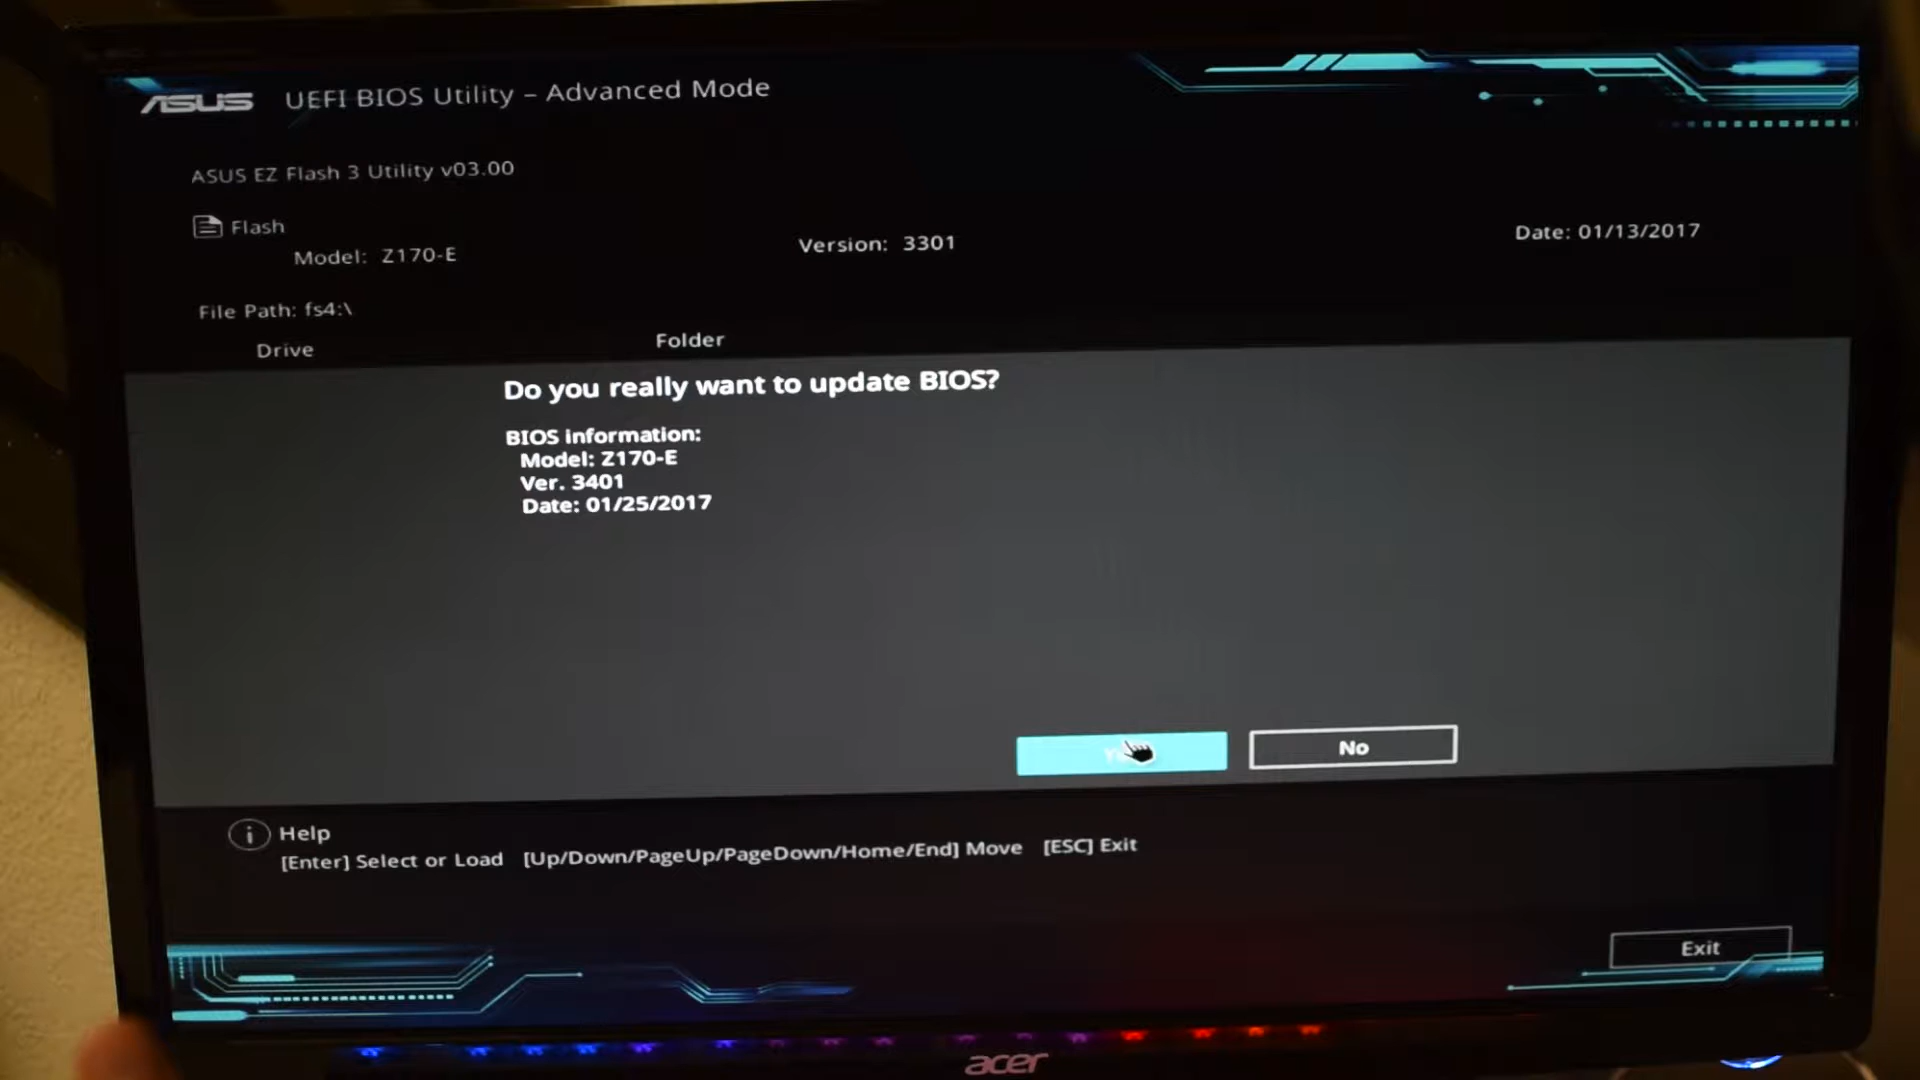 ASUS UEFI BIOS Utility – Advanced Mode
ASUS EZ Flash 3 Utility v03.00
Flash
Model: Z170-E Version: 3301 Date: 01/13/2017
File Path: fs4:\
Drive Folder
Do you really want to update BIOS?
BIOS information:
Model: Z170-E
Ver. 3401
Date: 01/25/2017
No
Help
[Enter] Select or Load [Up/Down/PageUp/PageDown/Home/End] Move [ESC] Exit
Exit
acer